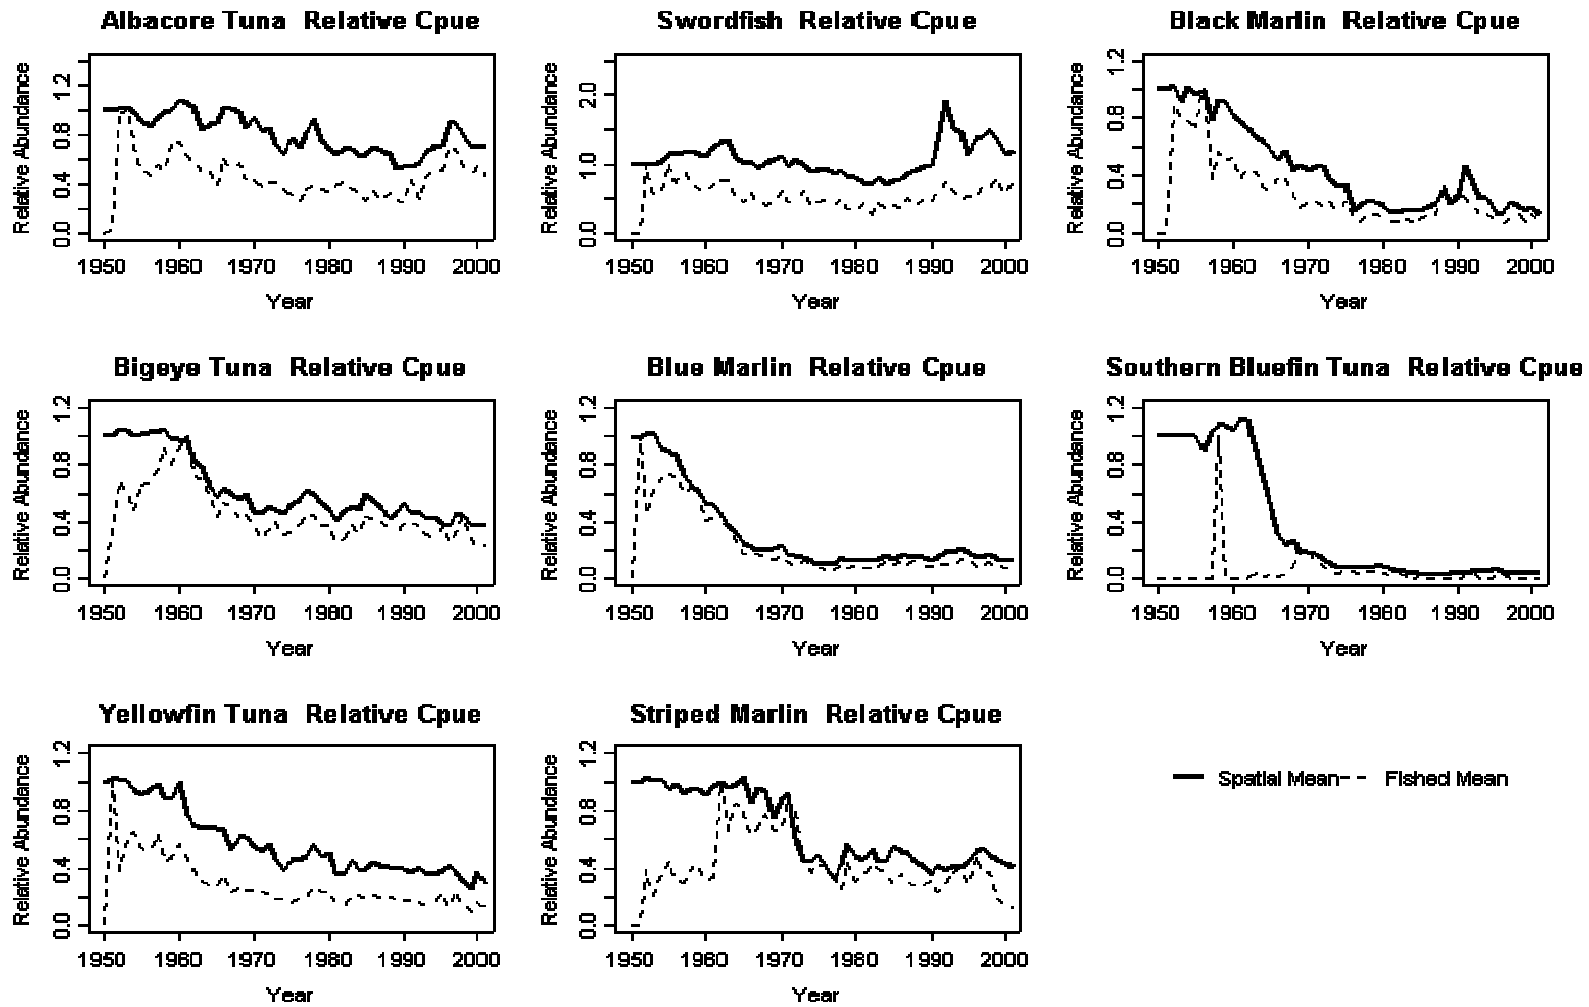 Albacore Tuna Relative Cpue
Relative Abundance
0.0 0.4 0.8 1.2
1950 1960 1970 1980 1990 2000
Year
Swordfish Relative Cpue
Relative Abundance
0.0 1.0 2.0
1950 1960 1970 1980 1990 2000
Year
Black Marlin Relative Cpue
Relative Abundance
0.0 0.4 0.8 1.2
1950 1960 1970 1980 1990 2000
Year
Bigeye Tuna Relative Cpue
Relative Abundance
0.0 0.4 0.8 1.2
1950 1960 1970 1980 1990 2000
Year
Blue Marlin Relative Cpue
Relative Abundance
0.0 0.4 0.8 1.2
1950 1960 1970 1980 1990 2000
Year
Southern Bluefin Tuna Relative Cpue
Relative Abundance
0.0 0.4 0.8 1.2
1950 1960 1970 1980 1990 2000
Year
Yellowfin Tuna Relative Cpue
Relative Abundance
0.0 0.4 0.8 1.2
1950 1960 1970 1980 1990 2000
Year
Striped Marlin Relative Cpue
Relative Abundance
0.0 0.4 0.8 1.2
1950 1960 1970 1980 1990 2000
Year
Spatial Mean Fished Mean